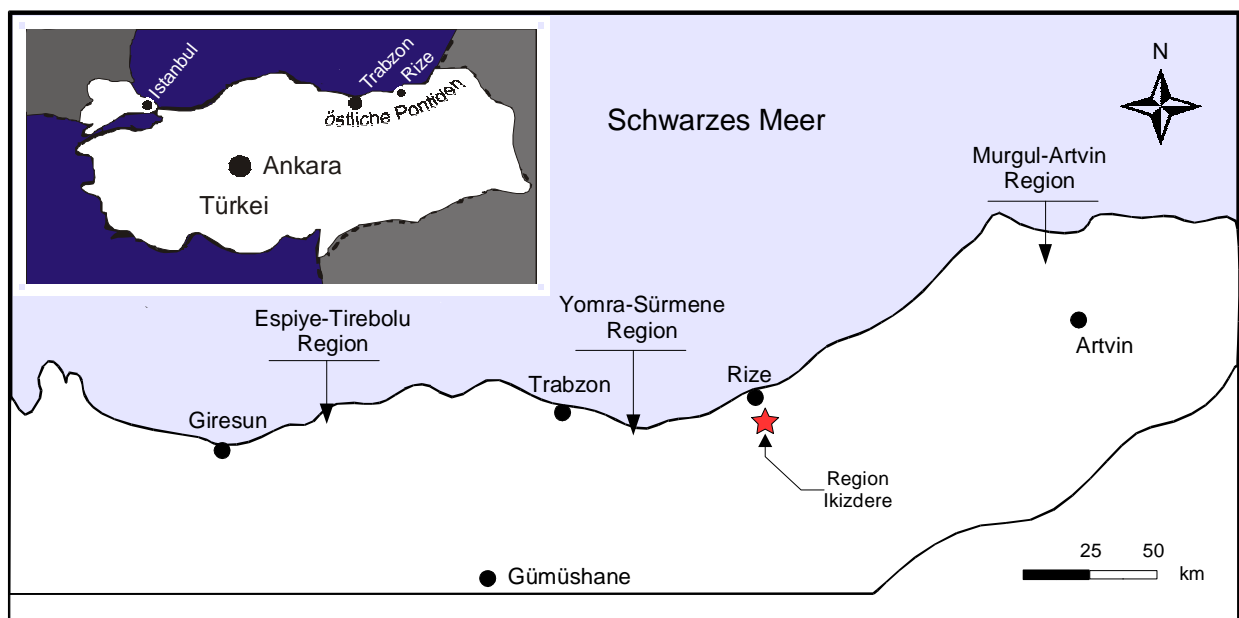 Istanbul
Trabzon
Rize
östliche Pontiden
Ankara
Türkei
Schwarzes Meer
N
Murgul-Artvin
Region
Espiye-Tirebolu
Region
Yomra-Sürmene
Region
Artvin
Rize
Trabzon
Giresun
Region
Ikizdere
25 50
km
Gümüshane